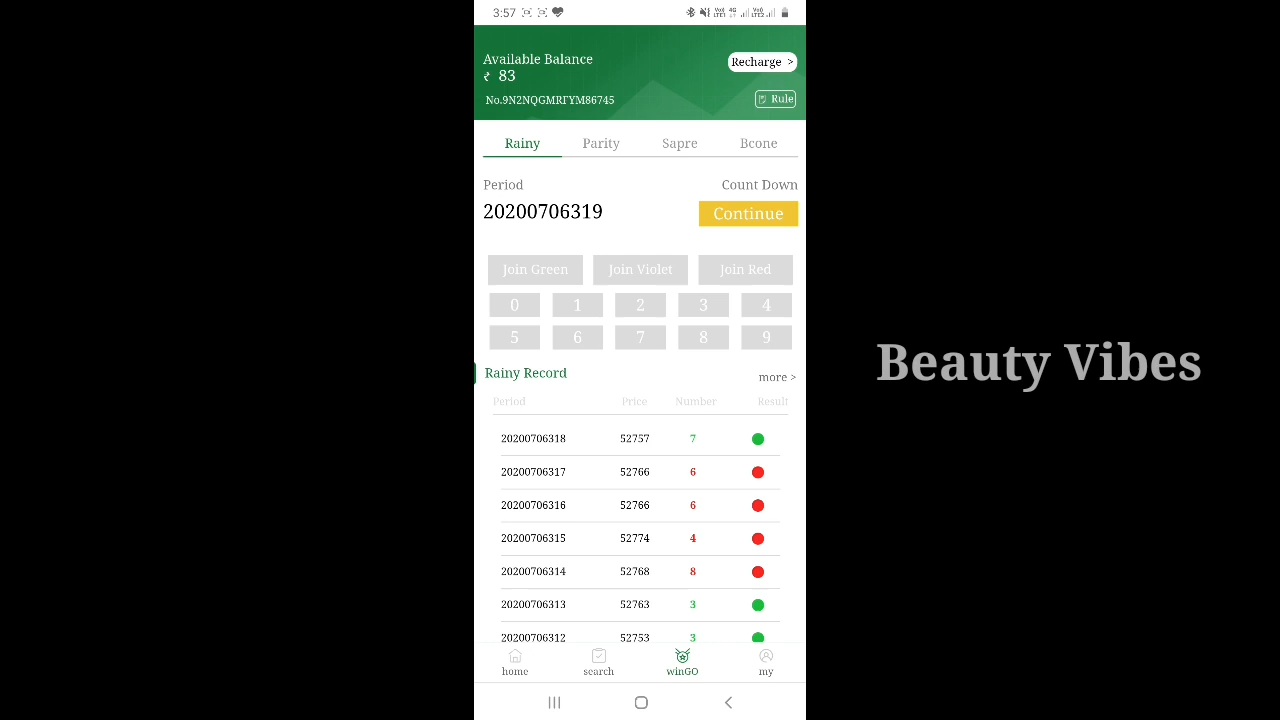 3:57
Available Balance
₹ 83
Recharge >
No.9N2NQGMRFYM86745
Rule
Rainy Parity Sapre Bcone
Period Count Down
20200706319 Continue
Join Green Join Violet Join Red
0 1 2 3 4
5 6 7 8 9
Rainy Record more >
Period Price Number Result
20200706318 52757 7
20200706317 52766 6
20200706316 52766 6
20200706315 52774 4
20200706314 52768 8
20200706313 52763 3
20200706312 52753 3
home search winGO my
Beauty Vibes